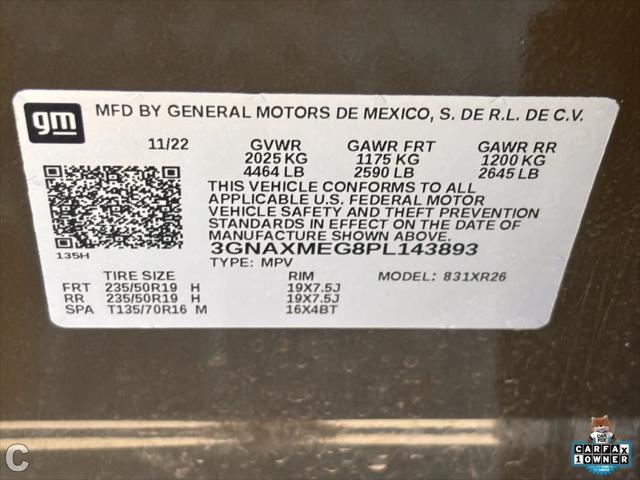 gm
MFD BY GENERAL MOTORS DE MEXICO, S. DE R.L. DE C.V.
11/22 GVWR GAWR FRT GAWR RR
2025 KG 1175 KG 1200 KG
4464 LB 2590 LB 2645 LB
THIS VEHICLE CONFORMS TO ALL
APPLICABLE U.S. FEDERAL MOTOR
VEHICLE SAFETY AND THEFT PREVENTION
STANDARDS IN EFFECT ON THE DATE OF
MANUFACTURE SHOWN ABOVE.
135H 3GNAXMEG8PL143893
TYPE: MPV MODEL: 831XR26
TIRE SIZE RIM
FRT 235/50R19 H 19X7.5J
RR 235/50R19 H 19X7.5J
SPA T135/70R16 M 16X4BT
C
CAR FOX
CARFAX
1 OWNER